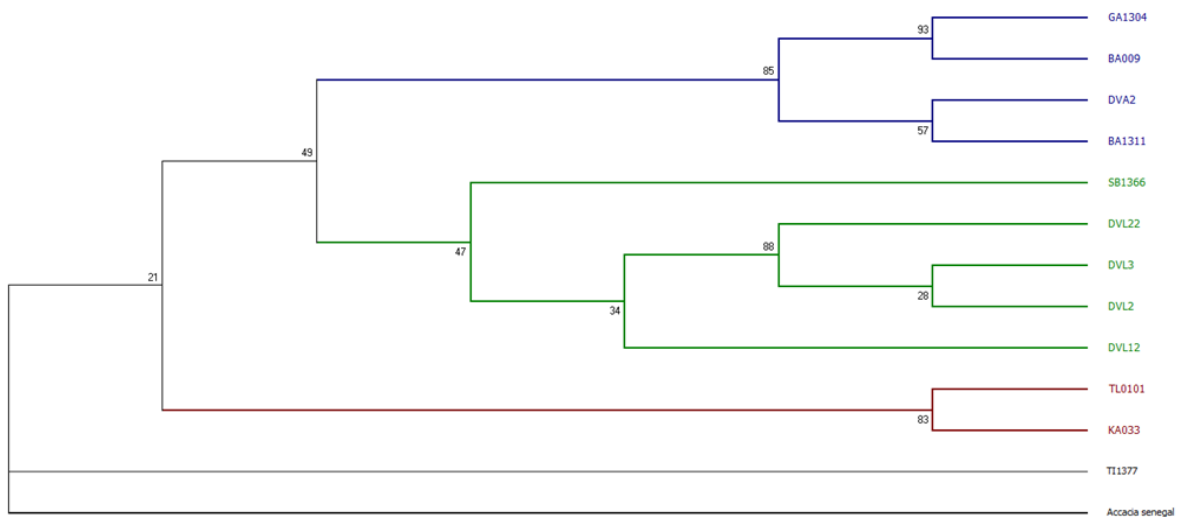 GA1304
93
BA009
85
DVA2
57
BA1311
49
SB1366
47
DVL22
88
DVL3
28
DVL2
34
DVL12
21
TL0101
83
KA033
TI1377
Accacia senegal